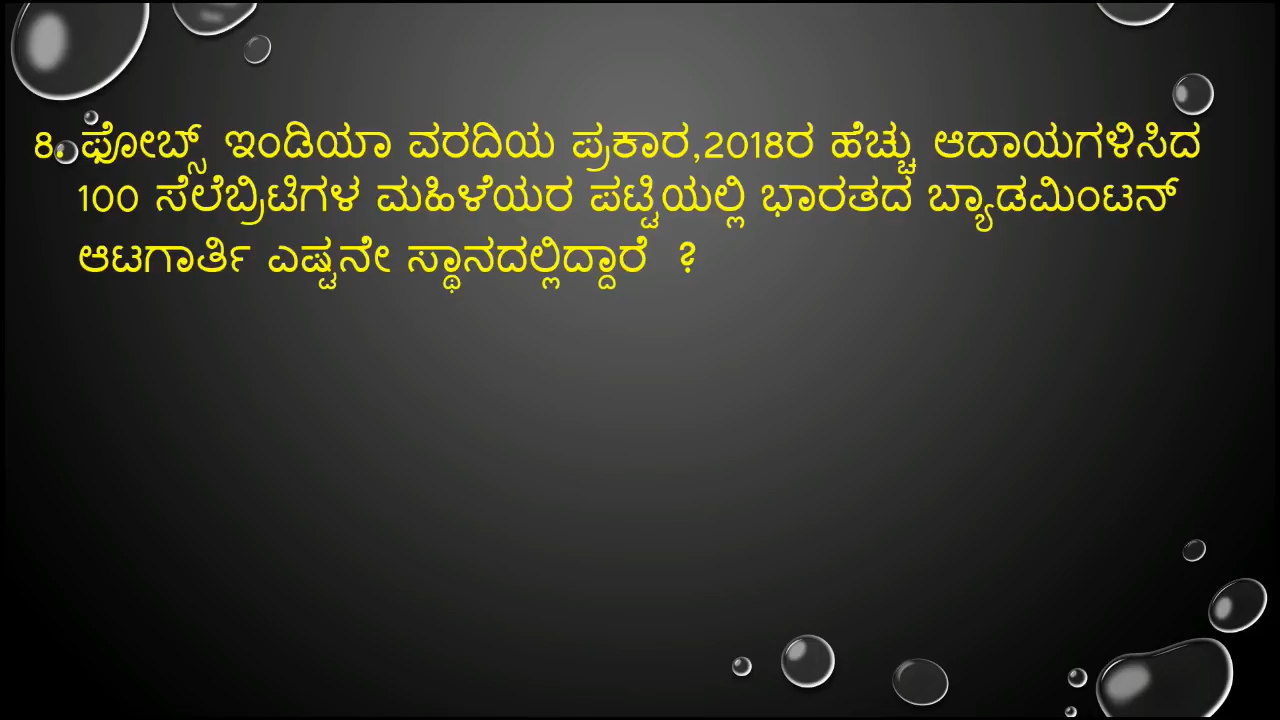 8. ಫೋಬ್ಸ್ ಇಂಡಿಯಾ ವರದಿಯ ಪ್ರಕಾರ,2018ರ ಹೆಚ್ಚು ಆದಾಯಗಳಿಸಿದ
100 ಸೆಲೆಬ್ರಿಟಿಗಳ ಮಹಿಳೆಯರ ಪಟ್ಟಿಯಲ್ಲಿ ಭಾರತದ ಬ್ಯಾಡಮಿಂಟನ್
ಆಟಗಾರ್ತಿ ಎಷ್ಟನೇ ಸ್ಥಾನದಲ್ಲಿದ್ದಾರೆ ?